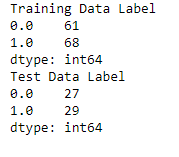 Training Data Label
0.0    61
1.0    68
dtype: int64
Test Data Label
0.0    27
1.0    29
dtype: int64